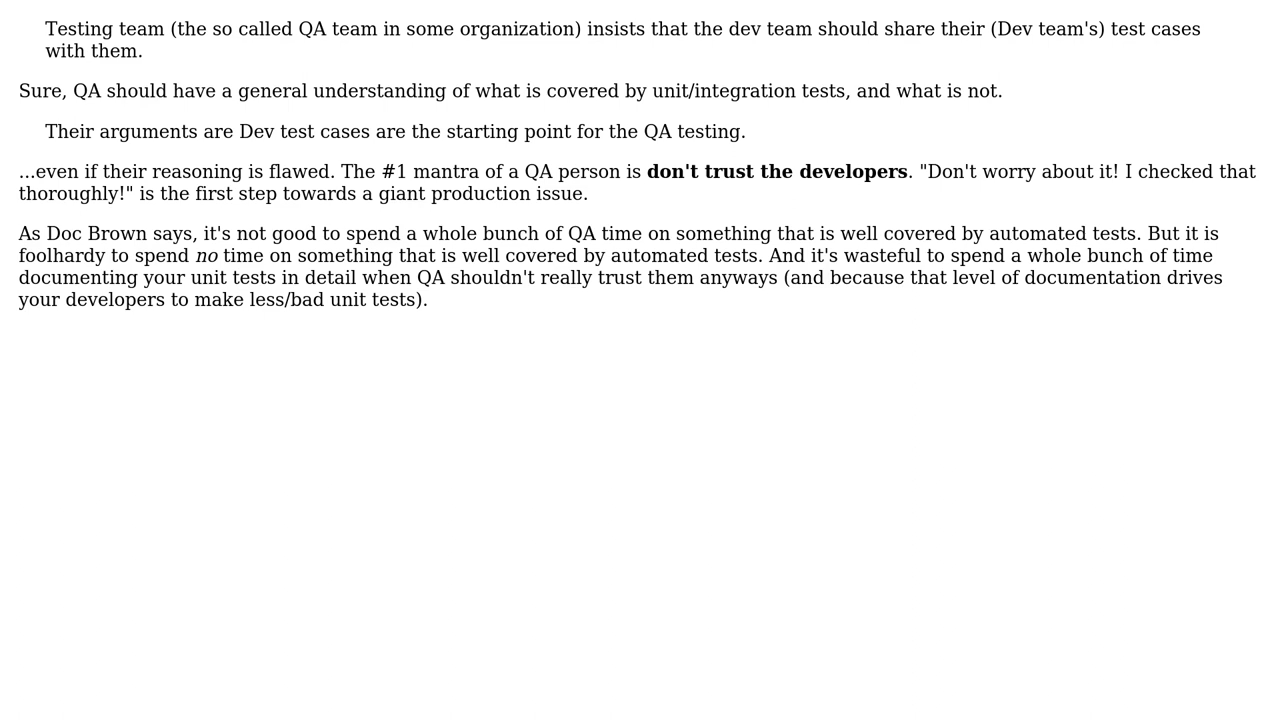 Testing team (the so called QA team in some organization) insists that the dev team should share their (Dev team's) test cases
with them.
Sure, QA should have a general understanding of what is covered by unit/integration tests, and what is not.
Their arguments are Dev test cases are the starting point for the QA testing.
...even if their reasoning is flawed. The #1 mantra of a QA person is don't trust the developers. "Don't worry about it! I checked that
thoroughly!" is the first step towards a giant production issue.
As Doc Brown says, it's not good to spend a whole bunch of QA time on something that is well covered by automated tests. But it is
foolhardy to spend no time on something that is well covered by automated tests. And it's wasteful to spend a whole bunch of time
documenting your unit tests in detail when QA shouldn't really trust them anyways (and because that level of documentation drives
your developers to make less/bad unit tests).